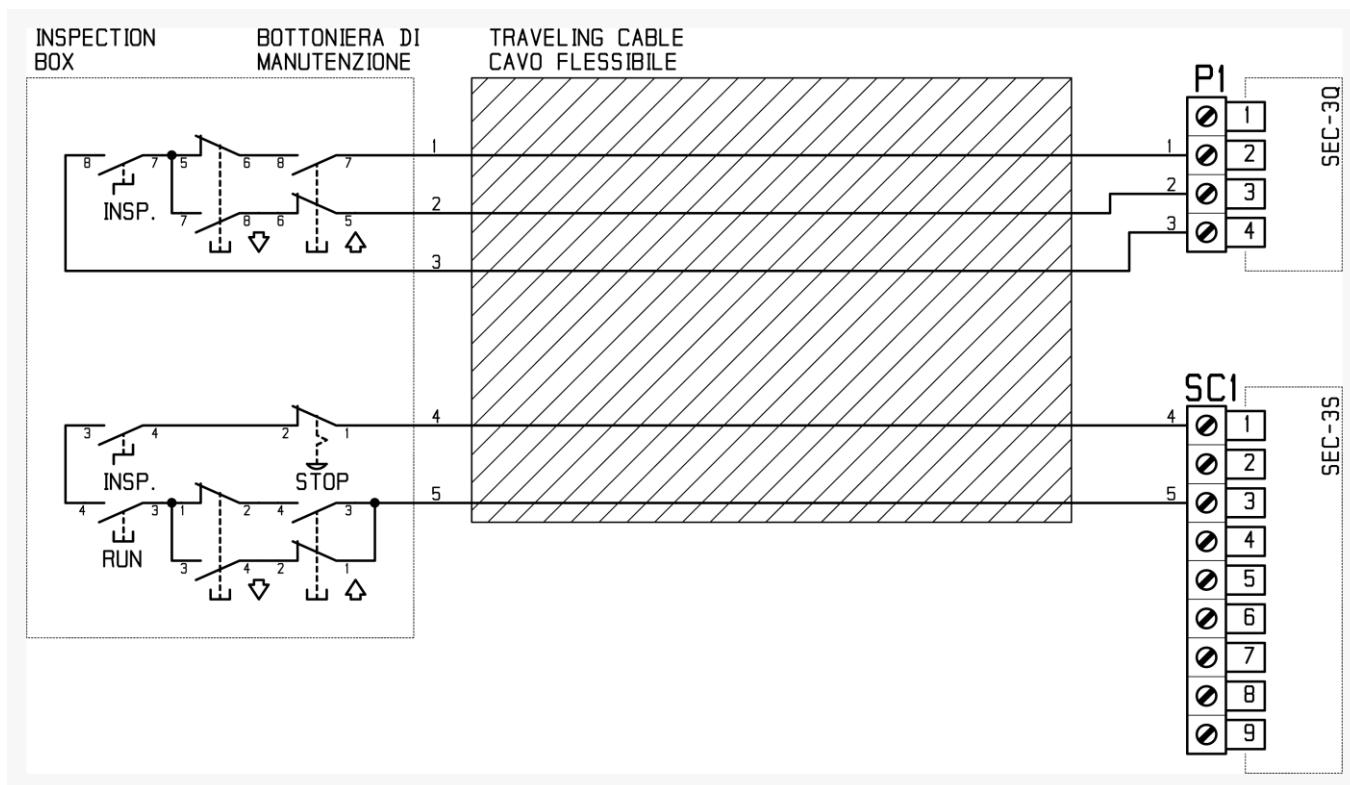 INSPECTION BOX
BOTTONIERA DI MANUTENZIONE
TRAVELING CABLE
CAVO FLESSIBILE
P1
SEC-3Q
1
8 7 5 6 8 7 1 1 2
INSP.
7 8 6 5 2 2 3
3 3 4
SC1
SEC-3S
3 4 2 1 4 4 1
INSP.
STOP
2
4 3 1 2 4 3 5 5 3
RUN
3 4 2 1
4
5
6
7
8
9